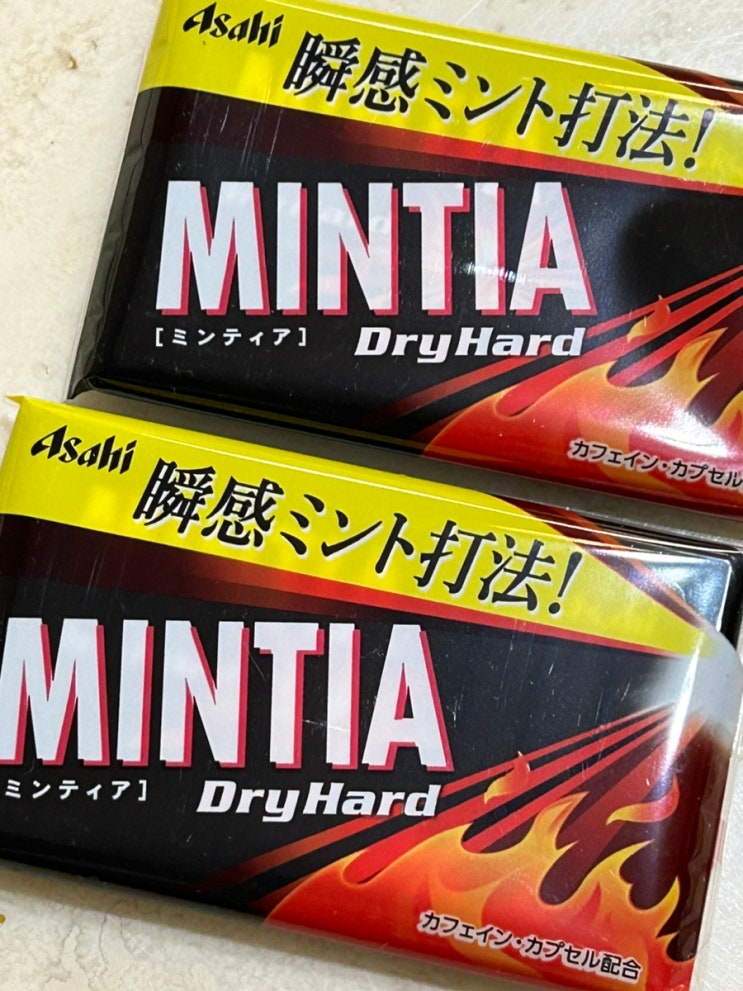 Asahi
瞬感ミント打法!
MINTIA
[ミンティア]
DryHard
カフェイン・カプセル
Asahi
瞬感ミント打法!
MINTIA
ミンティア]
DryHard
カフェイン・カプセル配合